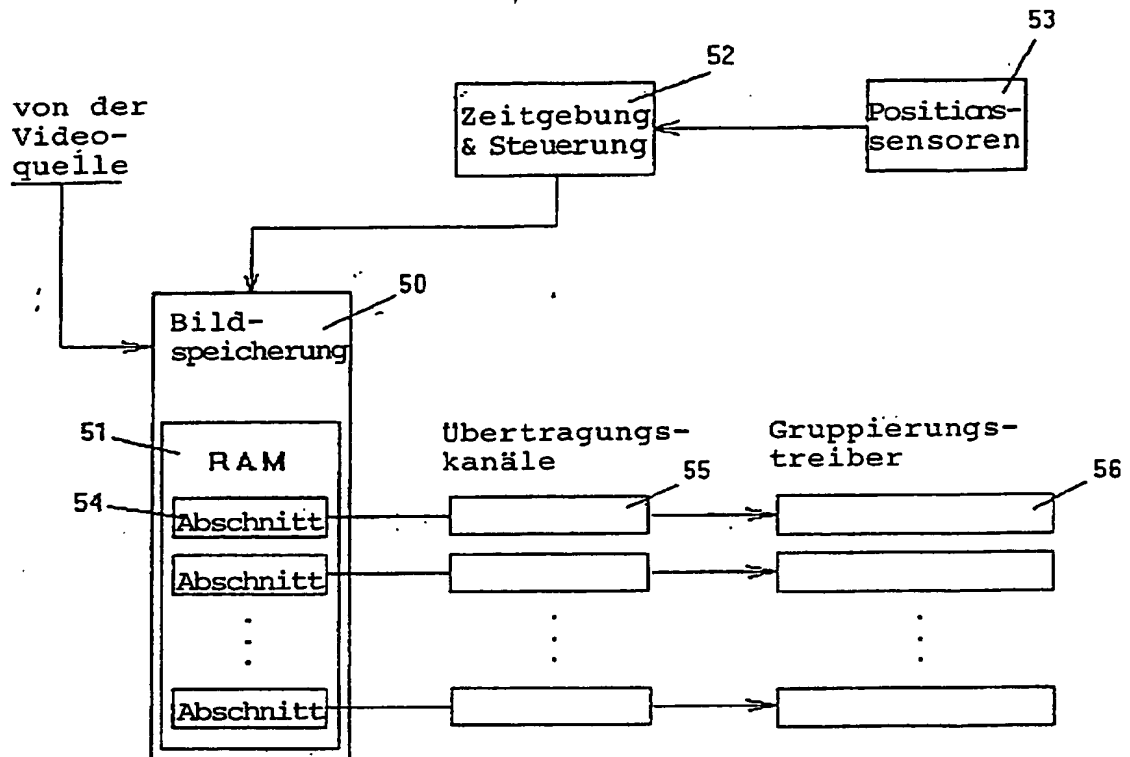 53
52
von der
Video-
quelle
Zeitgebung
& Steuerung
Positions-
sensoren
50
Bild-
speicherung
51
RAM
Übertragungs-
kanäle
Gruppierungs-
treiber
54
55
56
Abschnitt
Abschnitt
Abschnitt